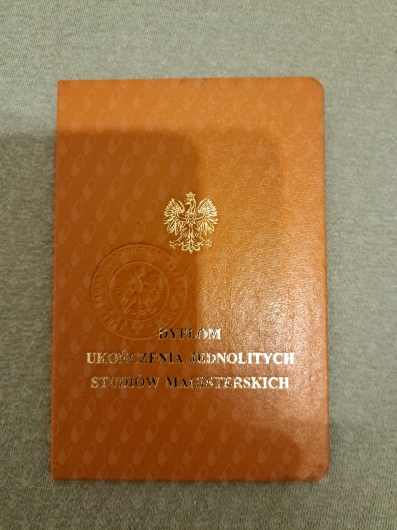 DYPLOM
UKOŃCZENIA JEDNOLITYCH
STUDIÓW MAGISTERSKICH